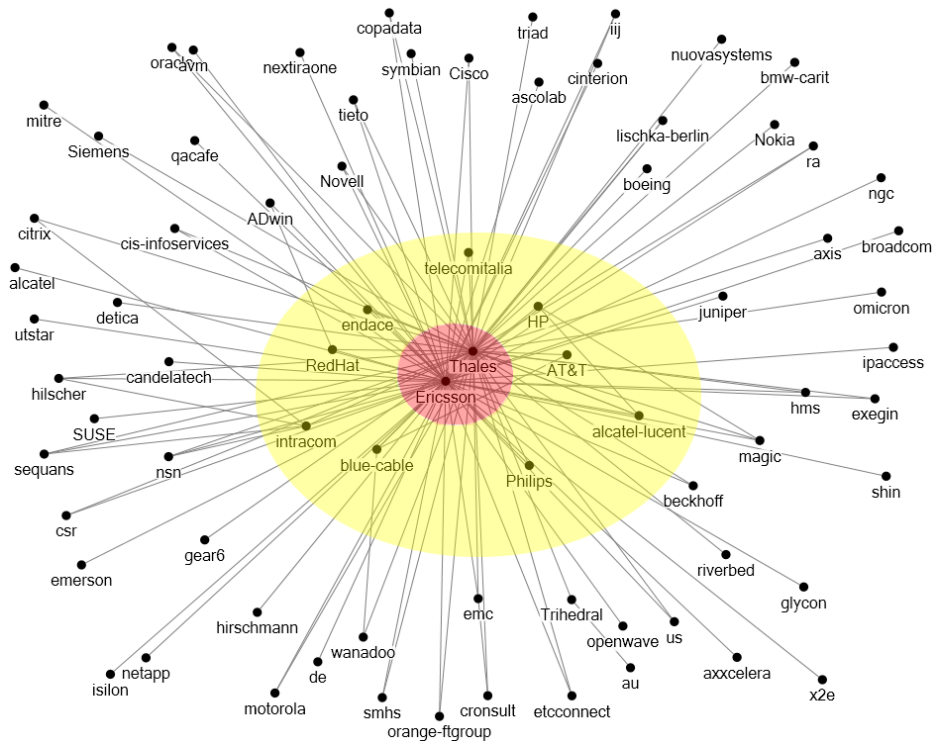 copadata
triad
iij
oracle
avm
nextiraone
symbian
Cisco
cinterion
nuovasystems
bmw-carit
ascolab
mitre
tieto
Siemens
qacafe
lischka-berlin
Nokia
ra
Novell
boeing
ngc
citrix
ADwin
cis-infoservices
axis
broadcom
telecomitalia
alcatel
detica
endace
HP
juniper
omicron
utstar
RedHat
Thales
AT&T
ipaccess
hilscher
candelatech
Ericsson
hms
exegin
SUSE
intracom
alcatel-lucent
magic
sequans
nsn
blue-cable
Philips
beckhoff
shin
csr
gear6
emerson
riverbed
glycon
hirschmann
emc
Trihedral
openwave
us
wanadoo
netapp
isilon
de
au
axxcelera
x2e
motorola
smhs
cronsult
etcconnect
orange-ftgroup